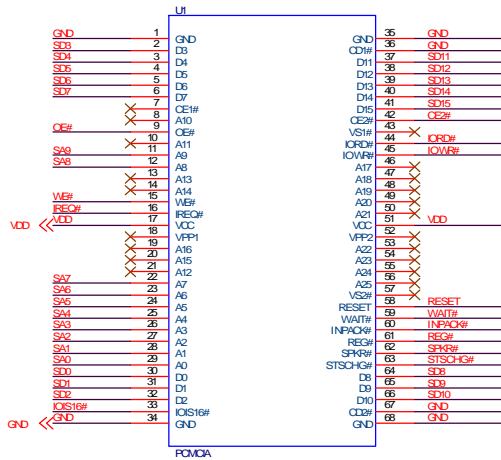 U1
GND 1 GND GND 35 GND
SD3 2 D3 CD1# 36 GND
SD4 3 D4 D11 37 SD11
SD5 4 D5 D12 38 SD12
SD6 5 D6 D13 39 SD13
SD7 6 D7 D14 40 SD14
7 CE1# D15 41 SD15
8 A10 CE2# 42 CE2#
OE# 9 OE# VS1# 43
10 A11 IORD# 44 IORD#
SA9 11 A9 IOWR# 45 IOWR#
SA8 12 A8 A17 46
13 A13 A18 47
14 A14 A19 48
WE# 15 WE# A20 49
IREQ# 16 IREQ# A21 50
VDD VDD 17 VCC VCC 51 VDD
18 VPP1 VPP2 52
19 A16 A22 53
20 A15 A23 54
21 A12 A24 55
SA7 22 A7 A25 56
SA6 23 A6 VS2# 57
SA5 24 A5 RESET 58 RESET
SA4 25 A4 WAIT# 59 WAIT#
SA3 26 A3 INPACK# 60 INPACK#
SA2 27 A2 REG# 61 REG#
SA1 28 A1 SPKR# 62 SPKR#
SA0 29 A0 STSCHG# 63 STSCHG#
SD0 30 D0 D8 64 SD8
SD1 31 D1 D9 65 SD9
SD2 32 D2 D10 66 SD10
IOIS16# 33 IOIS16# CD2# 67 GND
GND GND 34 GND GND 68 GND
PCMCIA